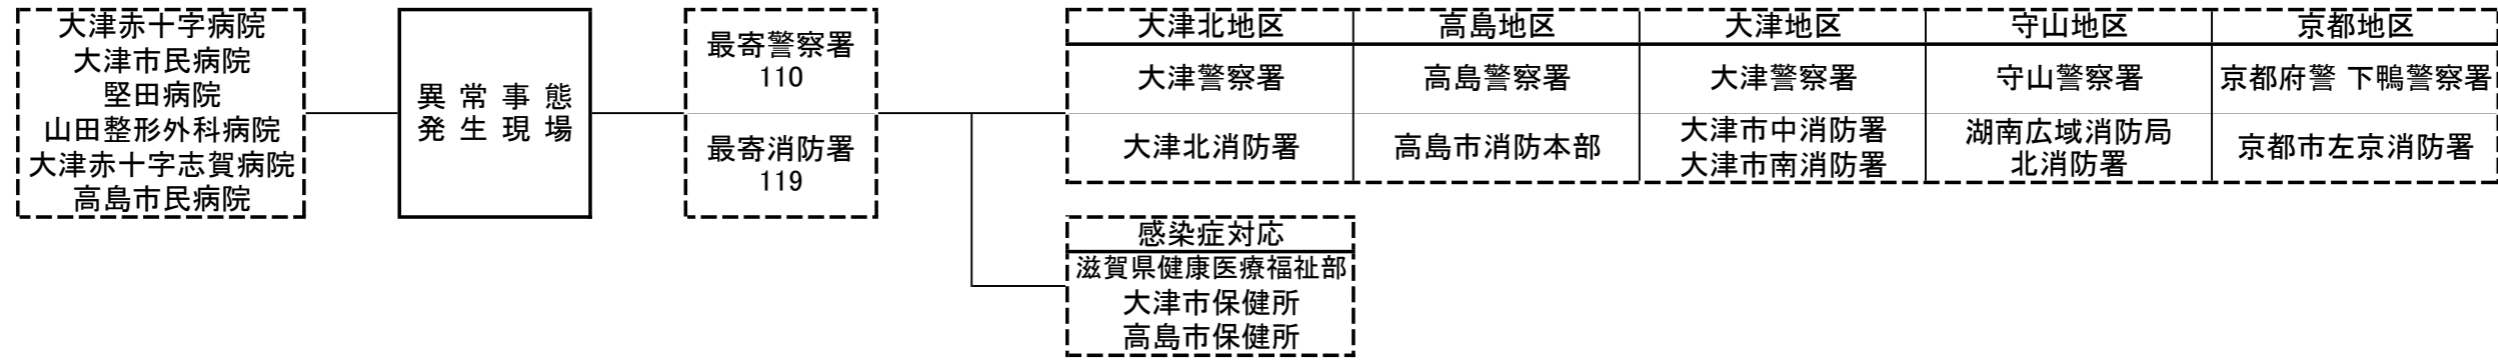 大津赤十字病院
大津市民病院
堅田病院
山田整形外科病院
大津赤十字志賀病院
高島市民病院
異常事態
発生現場
最寄警察署
110
最寄消防署
119
大津北地区 高島地区 大津地区 守山地区 京都地区
大津警察署 高島警察署 大津警察署 守山警察署 京都府警 下鴨警察署
大津北消防署 高島市消防本部 大津市中消防署 湖南広域消防局 京都市左京消防署
大津市南消防署 北消防署
感染症対応
滋賀県健康医療福祉部
大津市保健所
高島市保健所